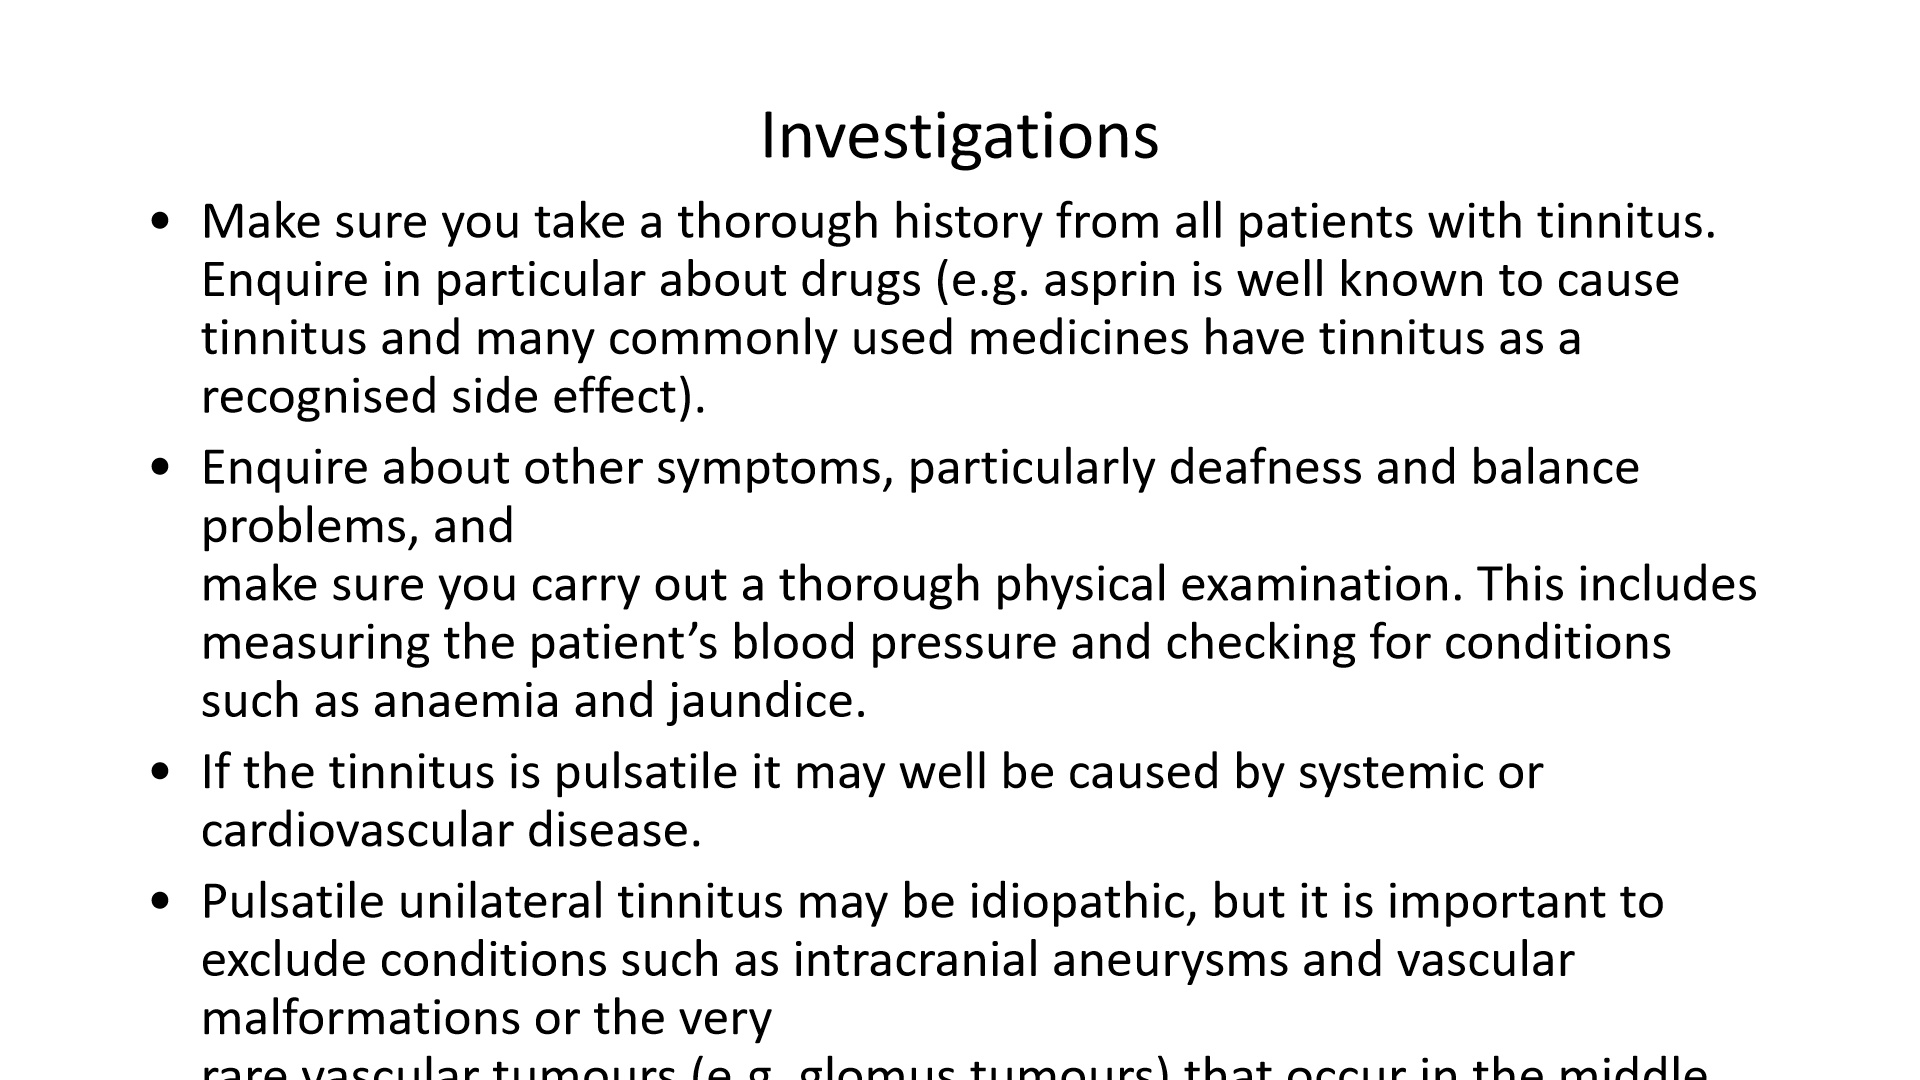 Investigations
• Make sure you take a thorough history from all patients with tinnitus.
Enquire in particular about drugs (e.g. asprin is well known to cause
tinnitus and many commonly used medicines have tinnitus as a
recognised side effect).
• Enquire about other symptoms, particularly deafness and balance
problems, and
make sure you carry out a thorough physical examination. This includes
measuring the patient’s blood pressure and checking for conditions
such as anaemia and jaundice.
• If the tinnitus is pulsatile it may well be caused by systemic or
cardiovascular disease.
• Pulsatile unilateral tinnitus may be idiopathic, but it is important to
exclude conditions such as intracranial aneurysms and vascular
malformations or the very
rare vascular tumours (e.g. glomus tumours) that occur in the middle